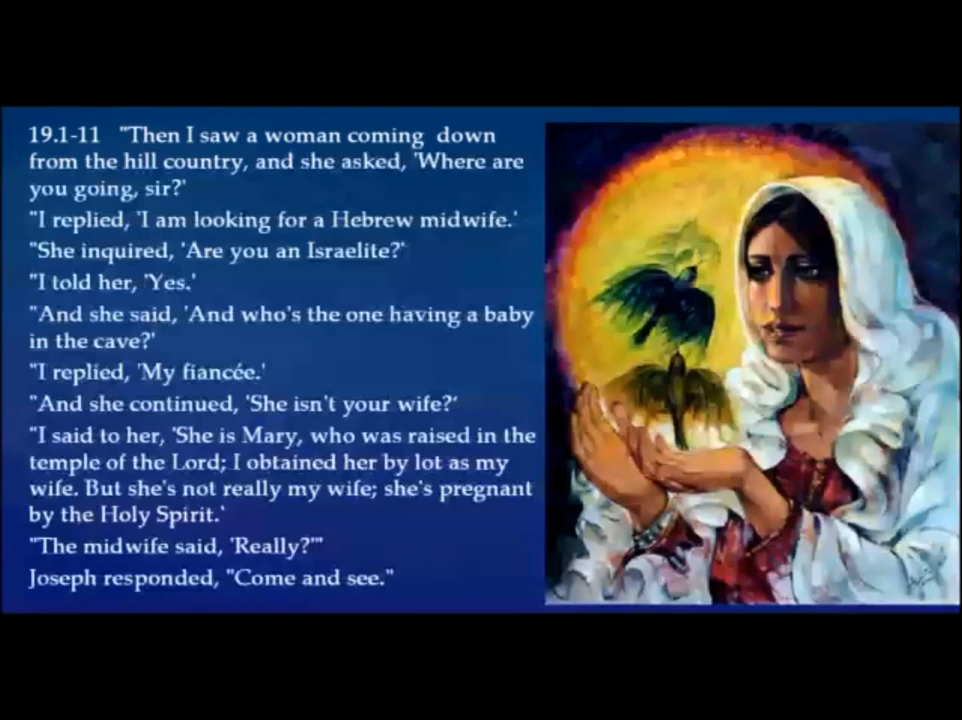 19.1-11 "Then I saw a woman coming down
from the hill country, and she asked, 'Where are
you going, sir?'
"I replied, 'I am looking for a Hebrew midwife.'
"She inquired, 'Are you an Israelite?'
"I told her, 'Yes.'
"And she said, 'And who's the one having a baby
in the cave?'
"I replied, 'My fiancée.'
"And she continued, 'She isn't your wife?'
"I said to her, 'She is Mary, who was raised in the
temple of the Lord; I obtained her by lot as my
wife. But she's not really my wife; she's pregnant
by the Holy Spirit.'
"The midwife said, 'Really?'"
Joseph responded, "Come and see."